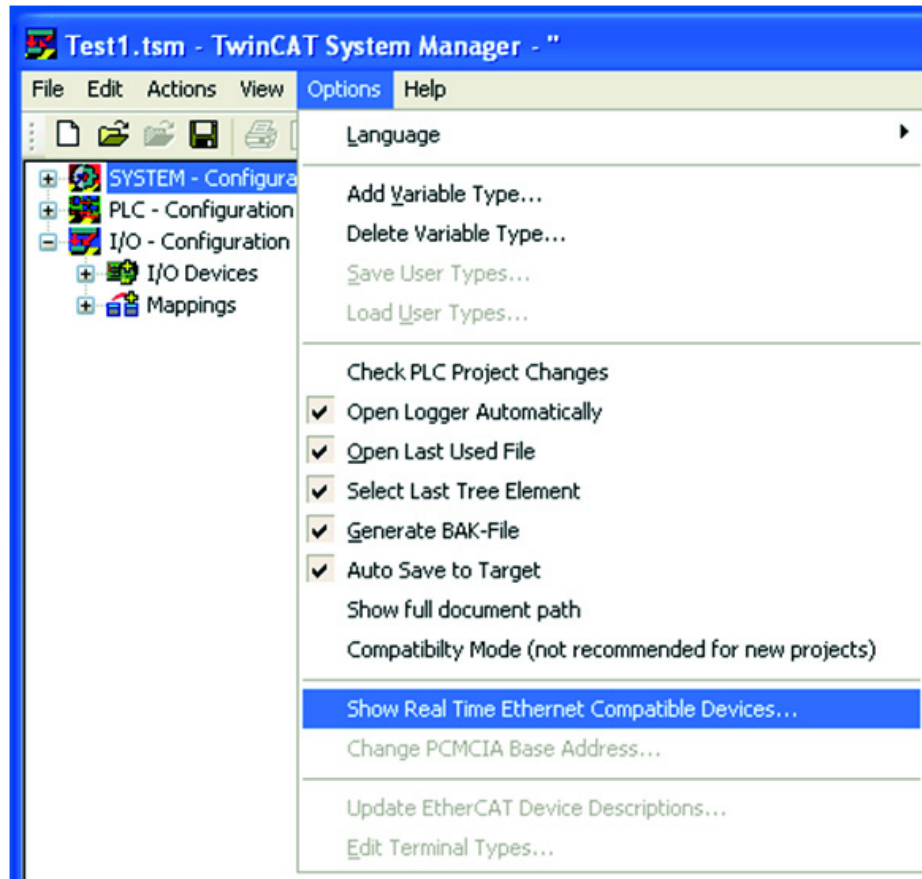 Test1.tsm - TwinCAT System Manager - "
File Edit Actions View Options Help
SYSTEM - Configura
PLC - Configuration
I/O - Configuration
I/O Devices
Mappings
Language
Add Variable Type...
Delete Variable Type...
Save User Types...
Load User Types...
Check PLC Project Changes
Open Logger Automatically
Open Last Used File
Select Last Tree Element
Generate BAK-File
Auto Save to Target
Show full document path
Compatibilty Mode (not recommended for new projects)
Show Real Time Ethernet Compatible Devices...
Change PCMCIA Base Address...
Update EtherCAT Device Descriptions...
Edit Terminal Types...